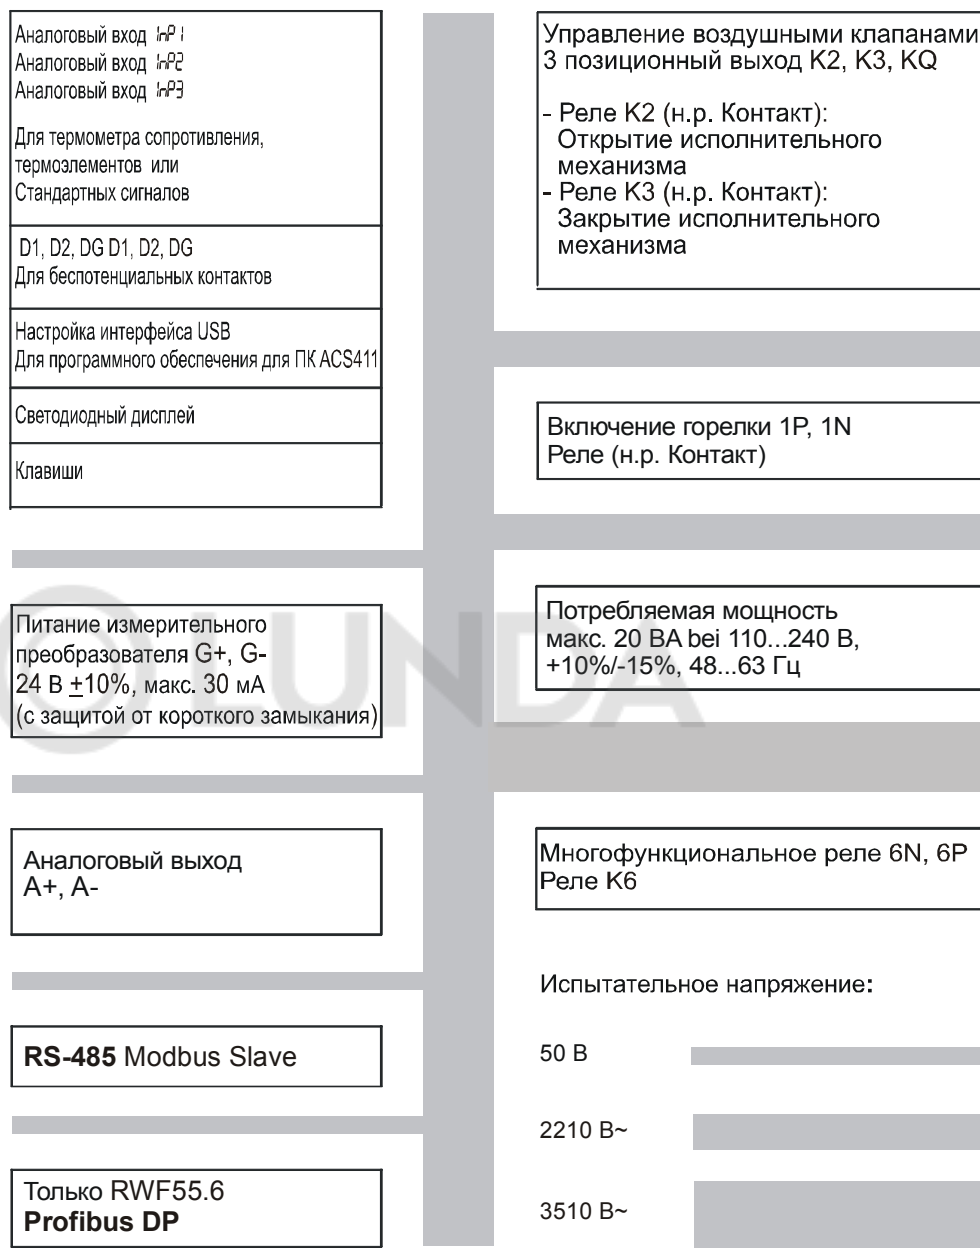 Аналоговый вход InP1
Аналоговый вход InP2
Аналоговый вход InP3
Для термометра сопротивления,
термоэлементов или
Стандартных сигналов
D1, D2, DG D1, D2, DG
Для беспотенциальных контактов
Настройка интерфейса USB
Для программного обеспечения для ПК ACS411
Светодиодный дисплей
Клавиши
Питание измерительного
преобразователя G+, G-
24 В ±10%, макс. 30 мА
(с защитой от короткого замыкания)
Аналоговый выход
A+, A-
RS-485 Modbus Slave
Только RWF55.6
Profibus DP
Управление воздушными клапанами
3 позиционный выход K2, K3, KQ
- Реле K2 (н.р. Контакт):
Открытие исполнительного
механизма
- Реле K3 (н.р. Контакт):
Закрытие исполнительного
механизма
Включение горелки 1P, 1N
Реле (н.р. Контакт)
Потребляемая мощность
макс. 20 ВА bei 110...240 В,
+10%/-15%, 48...63 Гц
Многофункциональное реле 6N, 6P
Реле K6
Испытательное напряжение:
50 В
2210 В~
3510 В~
LUNDA